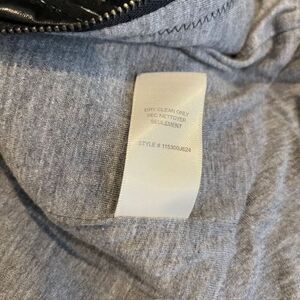 DRY CLEAN ONLY
SEC NETTOYER
SEULEMENT
STYLE # 115300J624